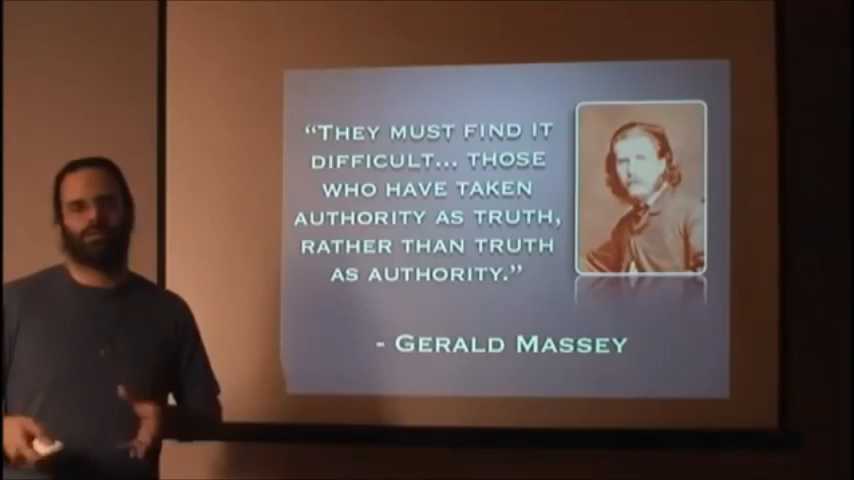 “THEY MUST FIND IT
DIFFICULT... THOSE
WHO HAVE TAKEN
AUTHORITY AS TRUTH,
RATHER THAN TRUTH
AS AUTHORITY.”
- GERALD MASSEY